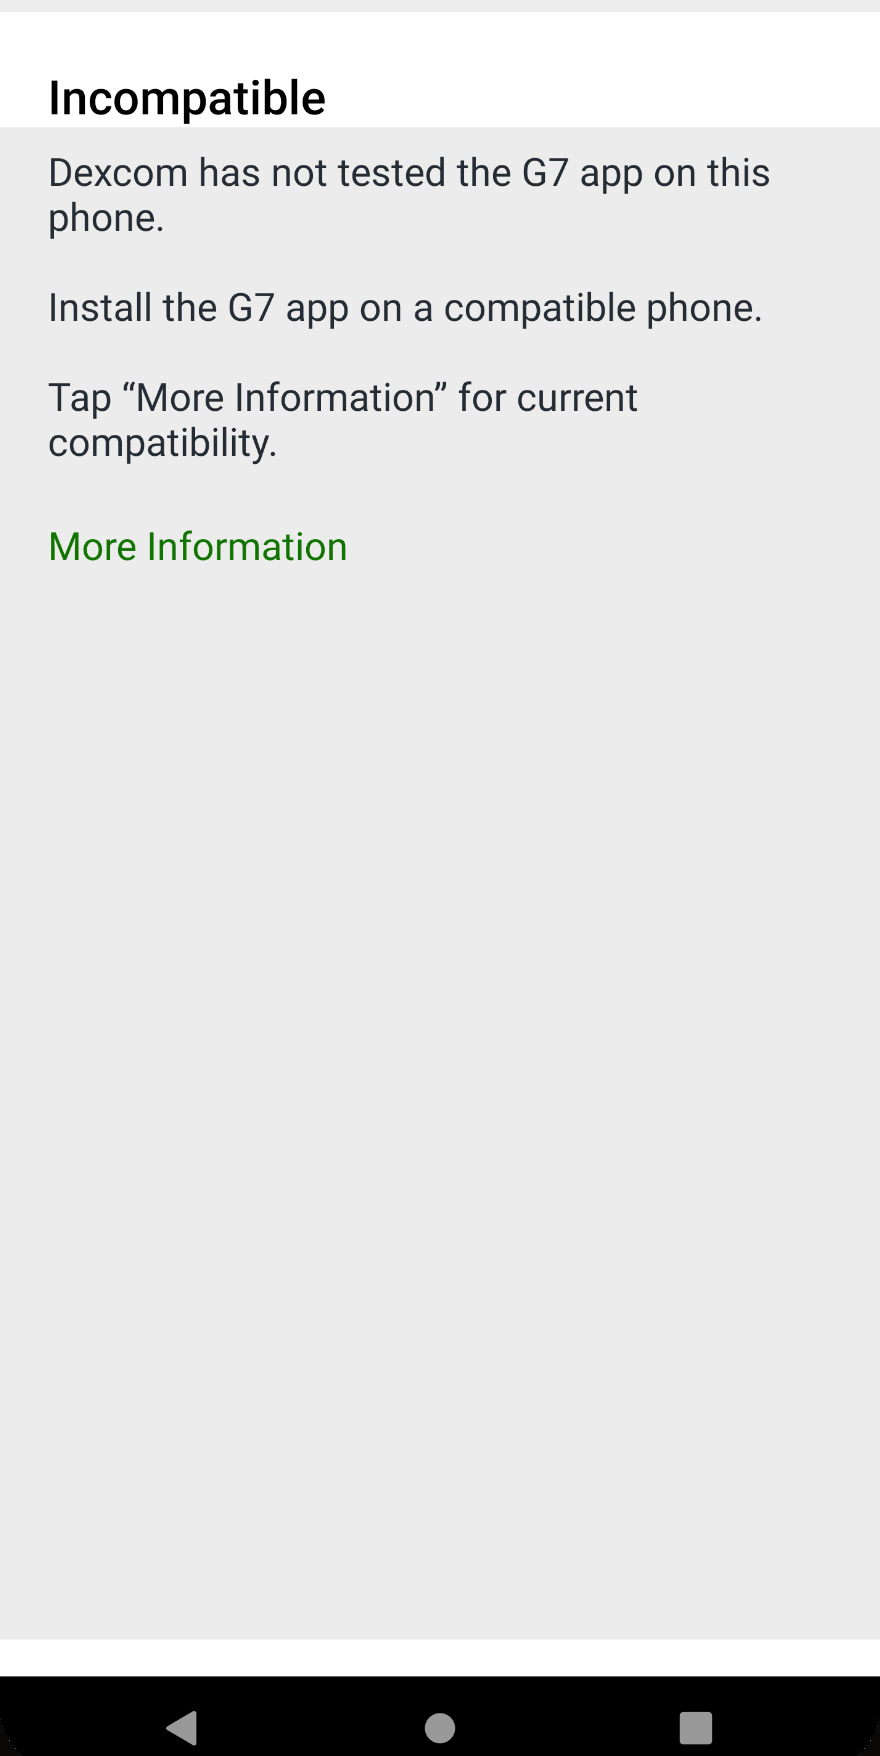 Incompatible
Dexcom has not tested the G7 app on this
phone.
Install the G7 app on a compatible phone.
Tap “More Information” for current
compatibility.
More Information